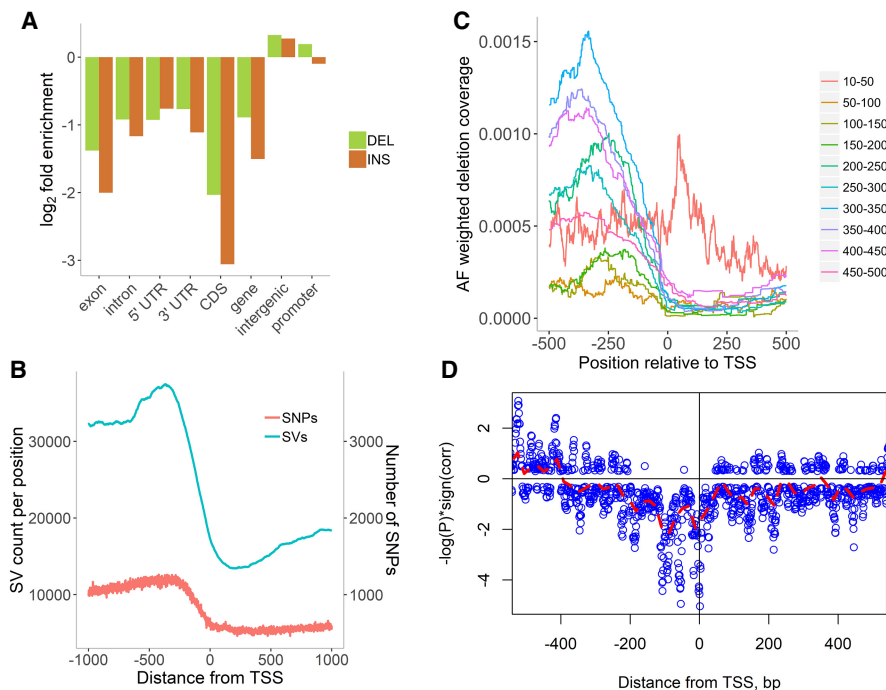 A
log2 fold enrichment
0
-1
-2
-3
exon
intron
5' UTR
3' UTR
CDS
gene
intergenic
promoter
DEL
INS
B
SV count per position
30000
20000
10000
3000
2000
1000
Number of SNPs
SNPs
SVs
-1000
-500
0
500
1000
Distance from TSS
C
AF weighted deletion coverage
0.0015
0.0010
0.0005
0.0000
-500
-250
0
250
500
Position relative to TSS
10-50
50-100
100-150
150-200
200-250
250-300
300-350
350-400
400-450
450-500
D
-log(P)*sign(corr)
2
0
-2
-4
-400
-200
0
200
400
Distance from TSS, bp